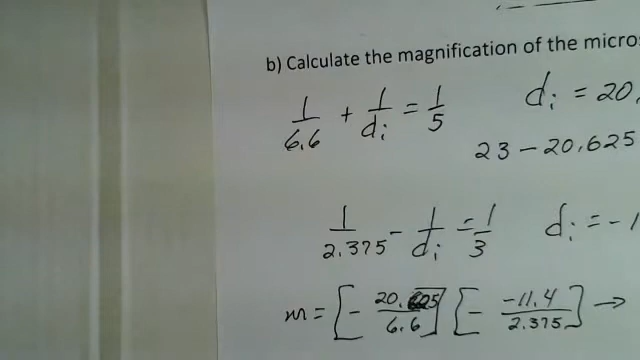 b) Calculate the magnification of the micros
1/6.6 + 1/di = 1/5 di = 20.
23 - 20.625
1/2.375 - 1/di = 1/3 di = -1
m = [- 20.625/6.6] [- -11.4/2.375] →